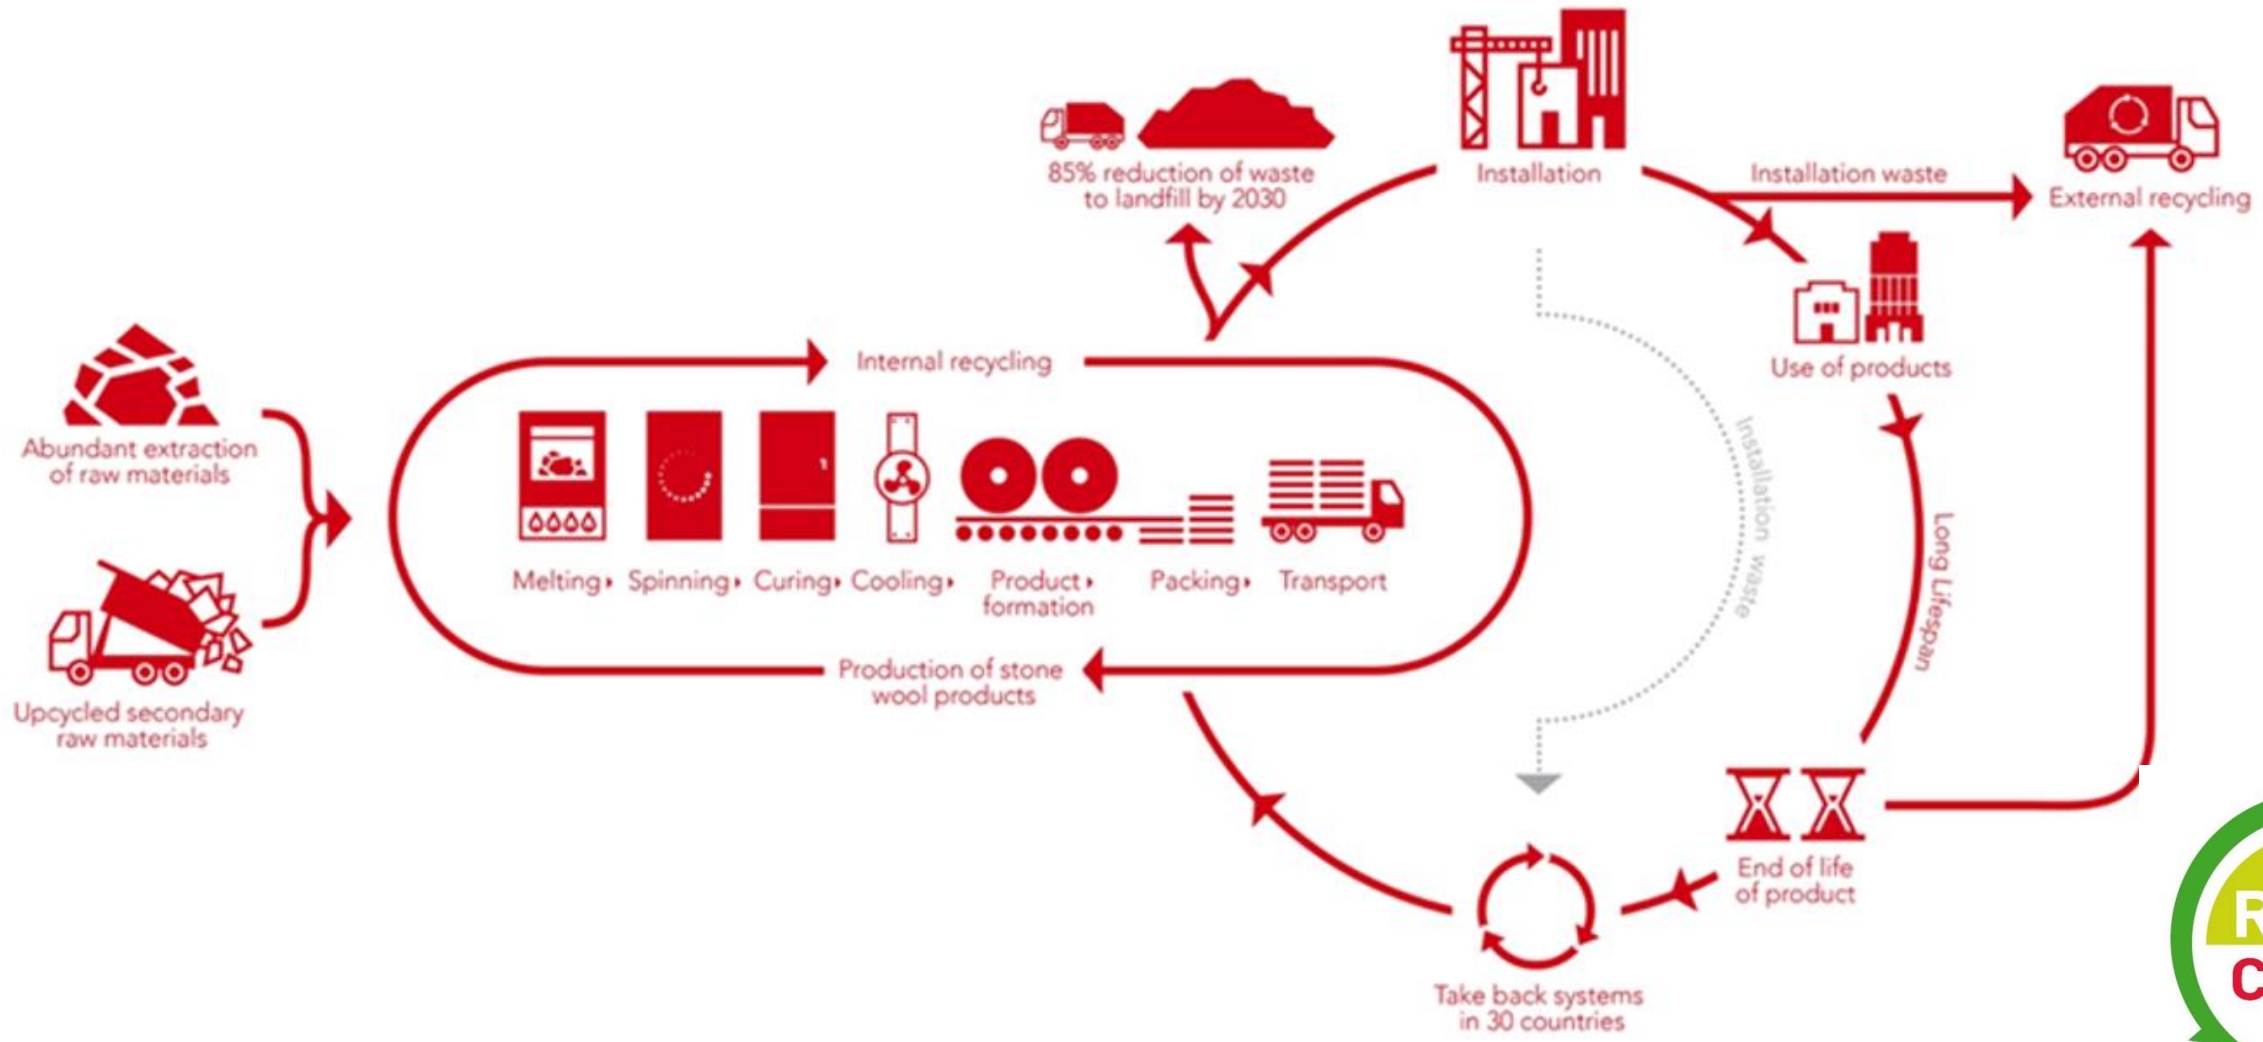 85% reduction of waste
to landfill by 2030
Installation
Installation waste
External recycling
Use of products
Abundant extraction
of raw materials
Internal recycling
Melting
Spinning
Curing
Cooling
Product
formation
Packing
Transport
Installation waste
Long Lifespan
Upcycled secondary
raw materials
Production of stone
wool products
End of life
of product
Take back systems
in 30 countries
R
C